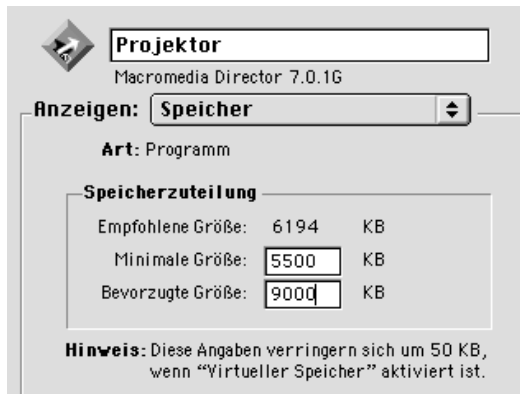 Projektor
Macromedia Director 7.0.1G
Anzeigen: Speicher
Art: Programm
Speicherzuteilung
Empfohlene Größe: 6194 KB
Minimale Größe: 5500 KB
Bevorzugte Größe: 9000 KB
Hinweis: Diese Angaben verringern sich um 50 KB,
wenn "Virtueller Speicher" aktiviert ist.